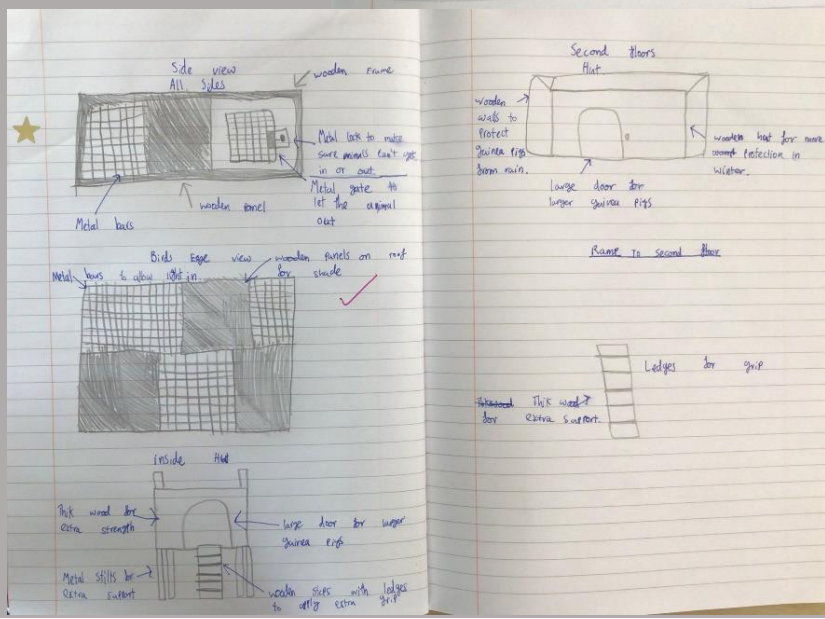 Side view
All Sides
wooden frame
Metal lock to make
sure animals can't get
in or out
Metal gate to
let the animal
out
wooden panel
Metal bars
Birds Eye view
wooden panels on roof
for shade
Metal bars to allow light in.
Inside Hut
Thik wood for
extra strength
large door for larger
guinea pigs
Metal stilts for
extra support
wooden steps with ledges
to apply extra grip
Second floors
Hut
wooden
walls to
Protect
guinea pigs
from rain.
wooden hut for more
protection in
winter.
large door for
larger guinea pigs
Ramp to second floor
Ledges for grip
Thik wood
for extra support.